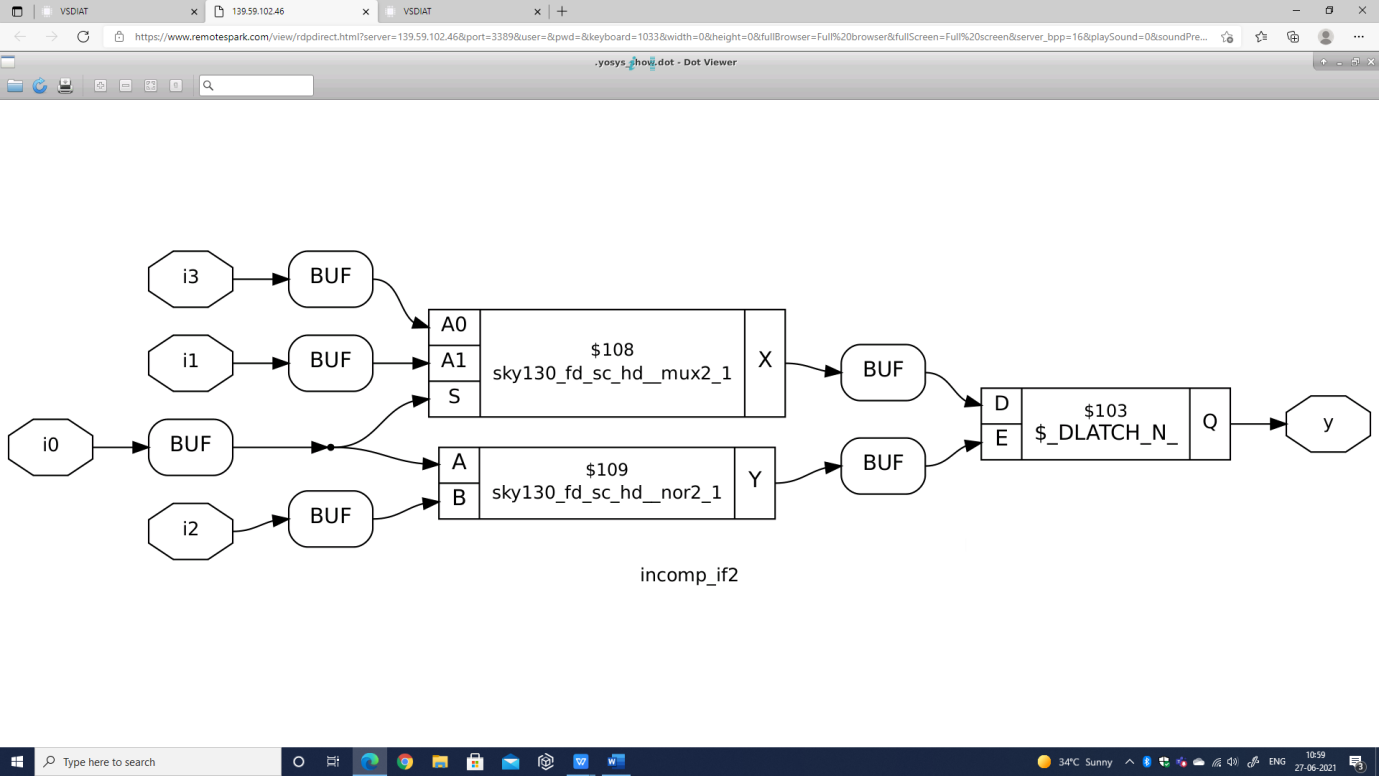 VSDIAT
139.59.102.46
VSDIAT
https://www.remotespark.com/view/rdpdirect.html?server=139.59.102.46&port=3389&user=&pwd=&keyboard=1033&width=0&height=0&fullBrowser=Full%20browser&fullScreen=Full%20screen&server_bpp=16&playSound=0&soundPre...
.yosys_show.dot - Dot Viewer
i3
BUF
A0
i1
BUF
A1
$108
sky130_fd_sc_hd__mux2_1
X
S
BUF
D
$103
$_DLATCH_N_
Q
y
E
i0
BUF
A
$109
sky130_fd_sc_hd__nor2_1
Y
BUF
B
i2
BUF
incomp_if2
Type here to search
34°C Sunny
ENG
10:59
27-06-2021
3